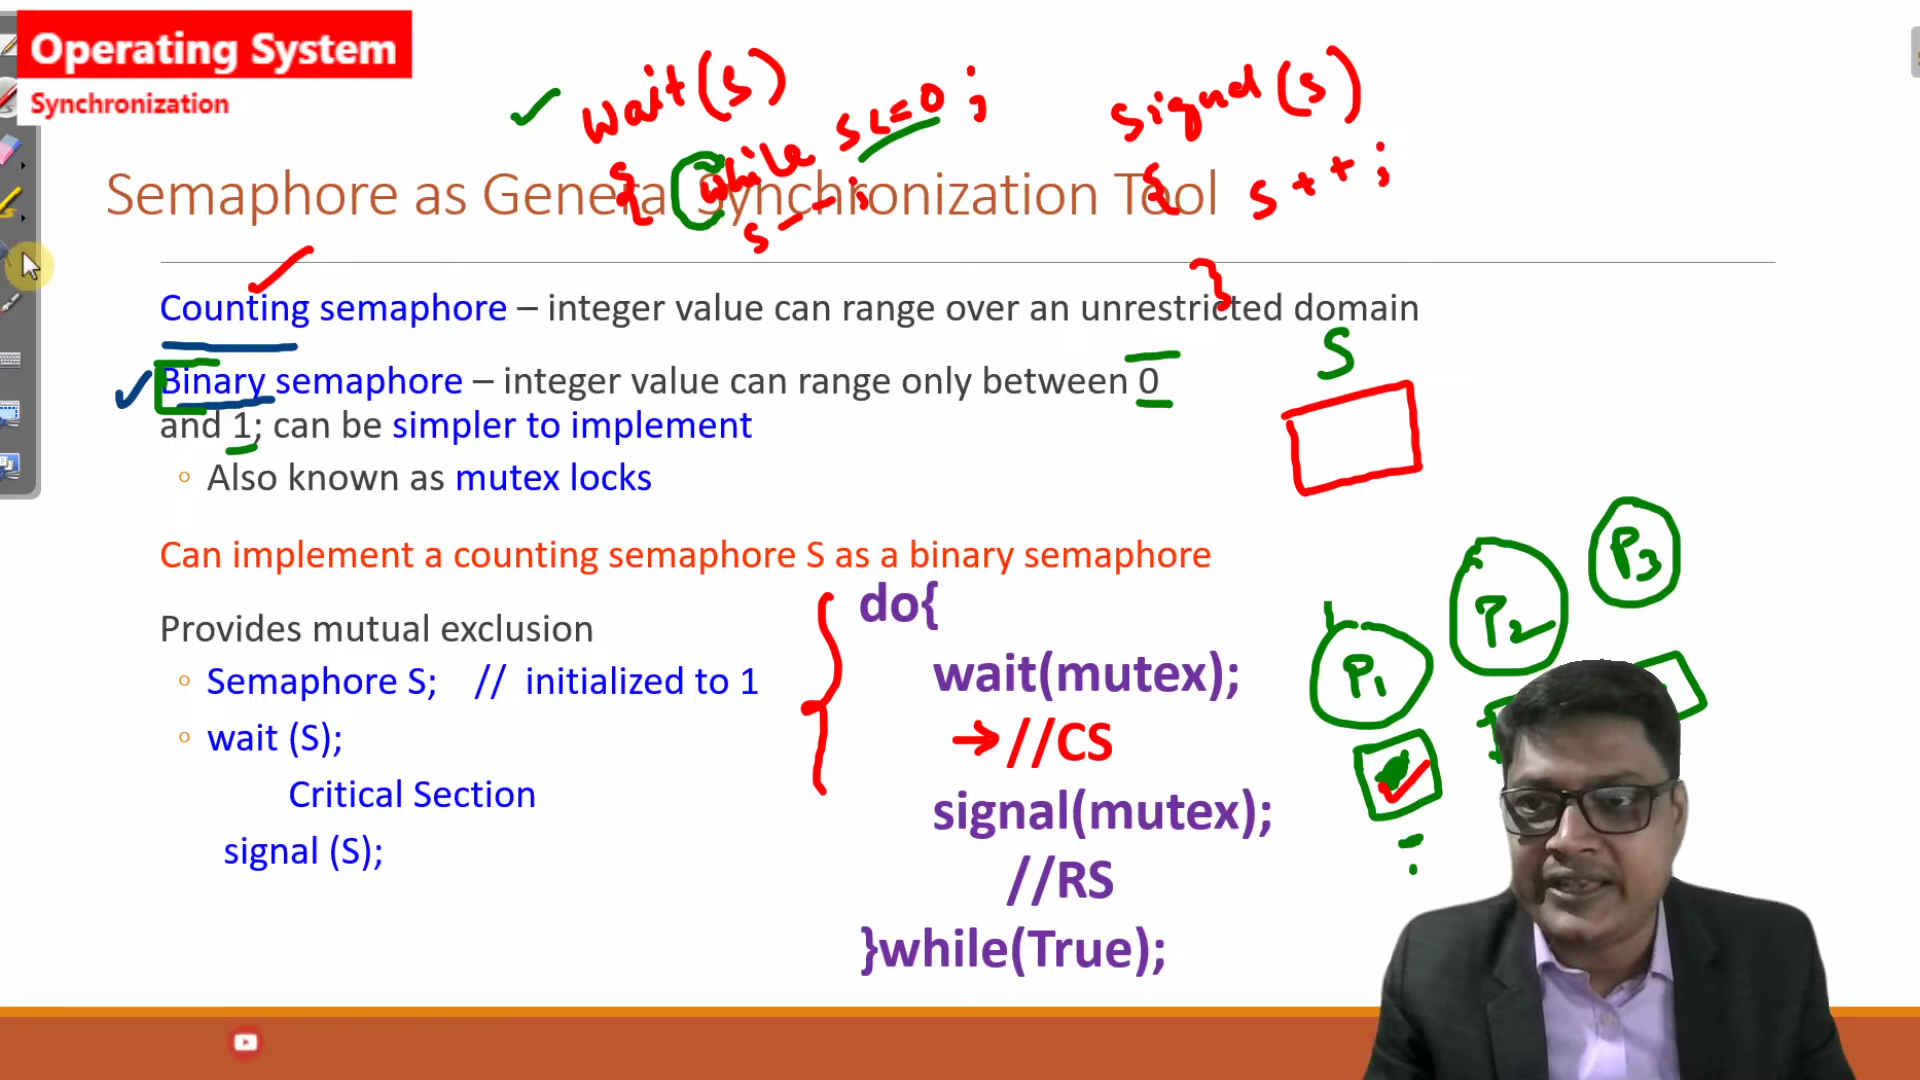 Operating System
Synchronization
wait(S)
{ while S<=0 ;
S--;
signal(S)
{ S++;
}
Semaphore as General Synchronization Tool
Counting semaphore – integer value can range over an unrestricted domain
Binary semaphore – integer value can range only between 0
and 1; can be simpler to implement
Also known as mutex locks
S
Can implement a counting semaphore S as a binary semaphore
Provides mutual exclusion
Semaphore S; // initialized to 1
wait (S);
Critical Section
signal (S);
do{
wait(mutex);
→ //CS
signal(mutex);
//RS
}while(True);
P1
P2
P3